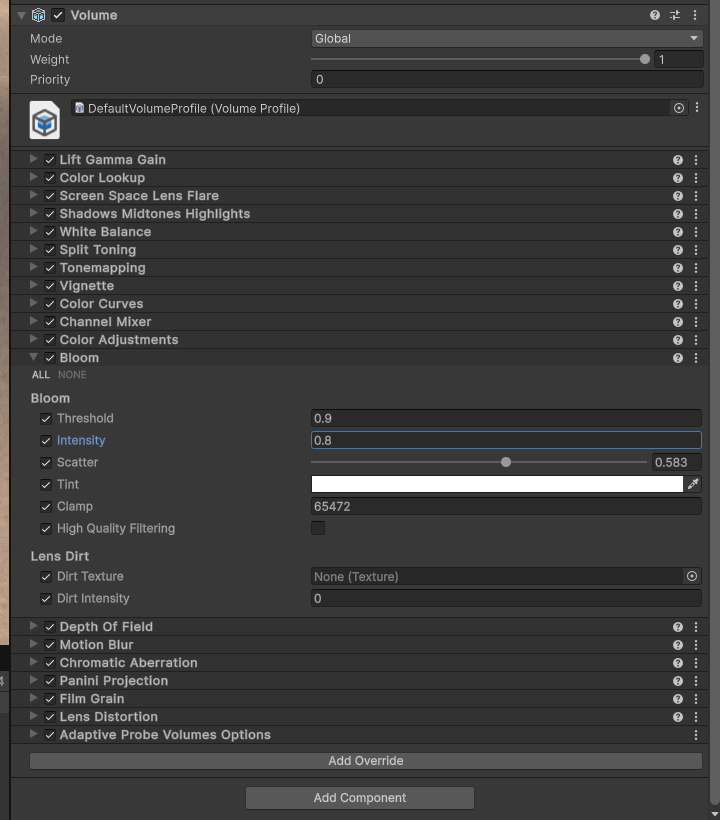 Volume
Mode Global
Weight 1
Priority 0
DefaultVolumeProfile (Volume Profile)
Lift Gamma Gain
Color Lookup
Screen Space Lens Flare
Shadows Midtones Highlights
White Balance
Split Toning
Tonemapping
Vignette
Color Curves
Channel Mixer
Color Adjustments
Bloom
ALL NONE
Bloom
Threshold 0.9
Intensity 0.8
Scatter 0.583
Tint
Clamp 65472
High Quality Filtering
Lens Dirt
Dirt Texture None (Texture)
Dirt Intensity 0
Depth Of Field
Motion Blur
Chromatic Aberration
4 Panini Projection
Film Grain
Lens Distortion
Adaptive Probe Volumes Options
Add Override
Add Component